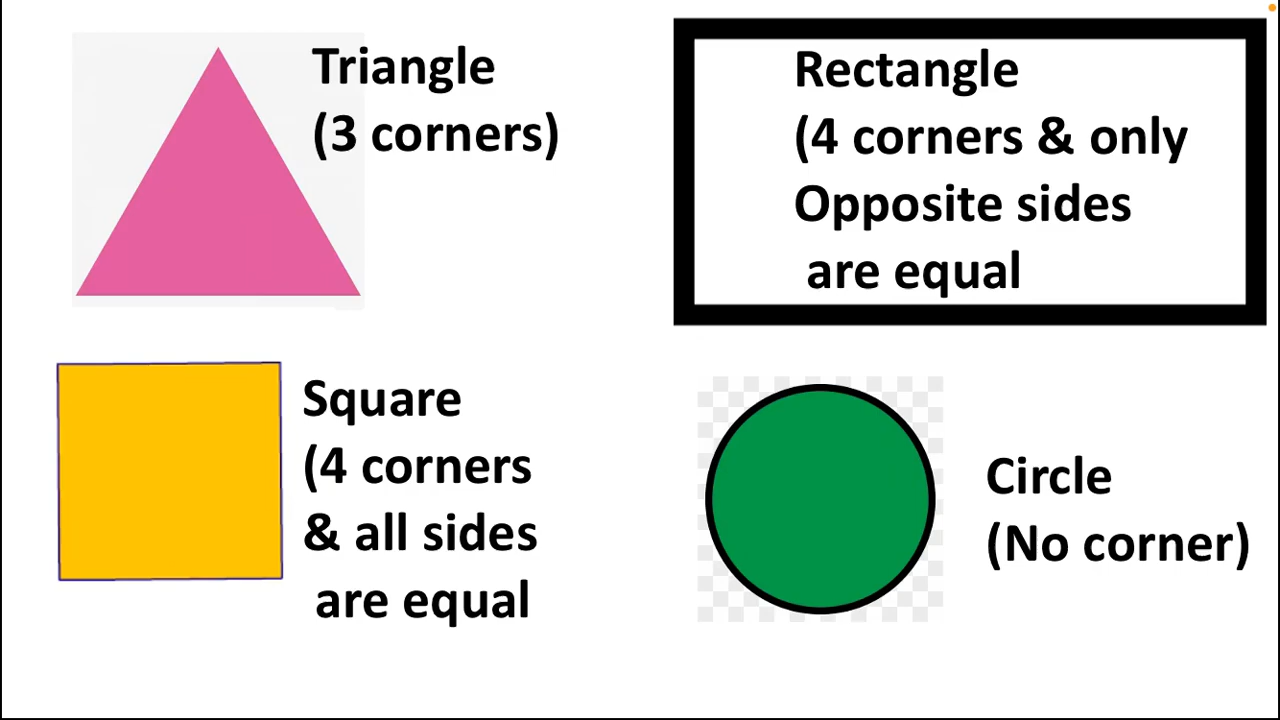 Triangle
(3 corners)
Rectangle
(4 corners & only
Opposite sides
are equal
Square
(4 corners
& all sides
are equal
Circle
(No corner)